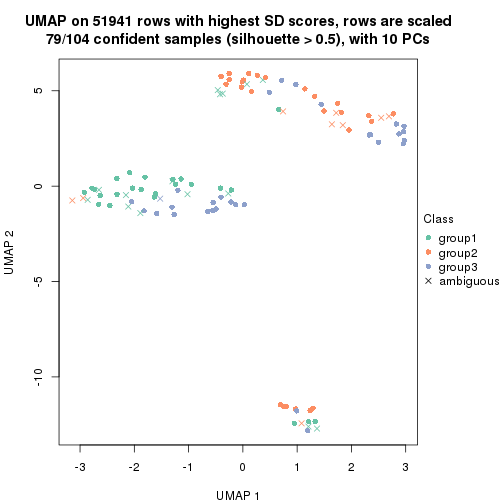 UMAP on 51941 rows with highest SD scores, rows are scaled
79/104 confident samples (silhouette > 0.5), with 10 PCs
5
0
-5
-10
UMAP 2
-3 -2 -1 0 1 2 3
UMAP 1
Class
group1
group2
group3
ambiguous